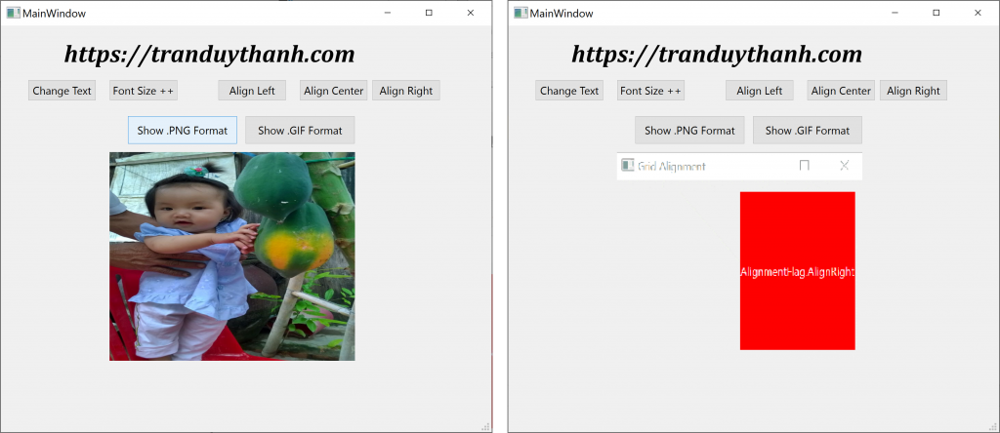 MainWindow
https://tranduythanh.com
Change Text Font Size ++ Align Left Align Center Align Right
Show .PNG Format Show .GIF Format
MainWindow
https://tranduythanh.com
Change Text Font Size ++ Align Left Align Center Align Right
Show .PNG Format Show .GIF Format
Grid Alignment
AlignmentFlag.AlignRight